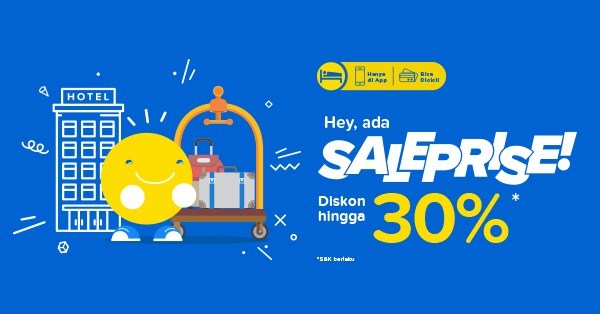 HOTEL
Hanya
di App
Bisa
Dicicil
Hey, ada
SALEPRISE!
Diskon
hingga
30%*
*S&K berlaku